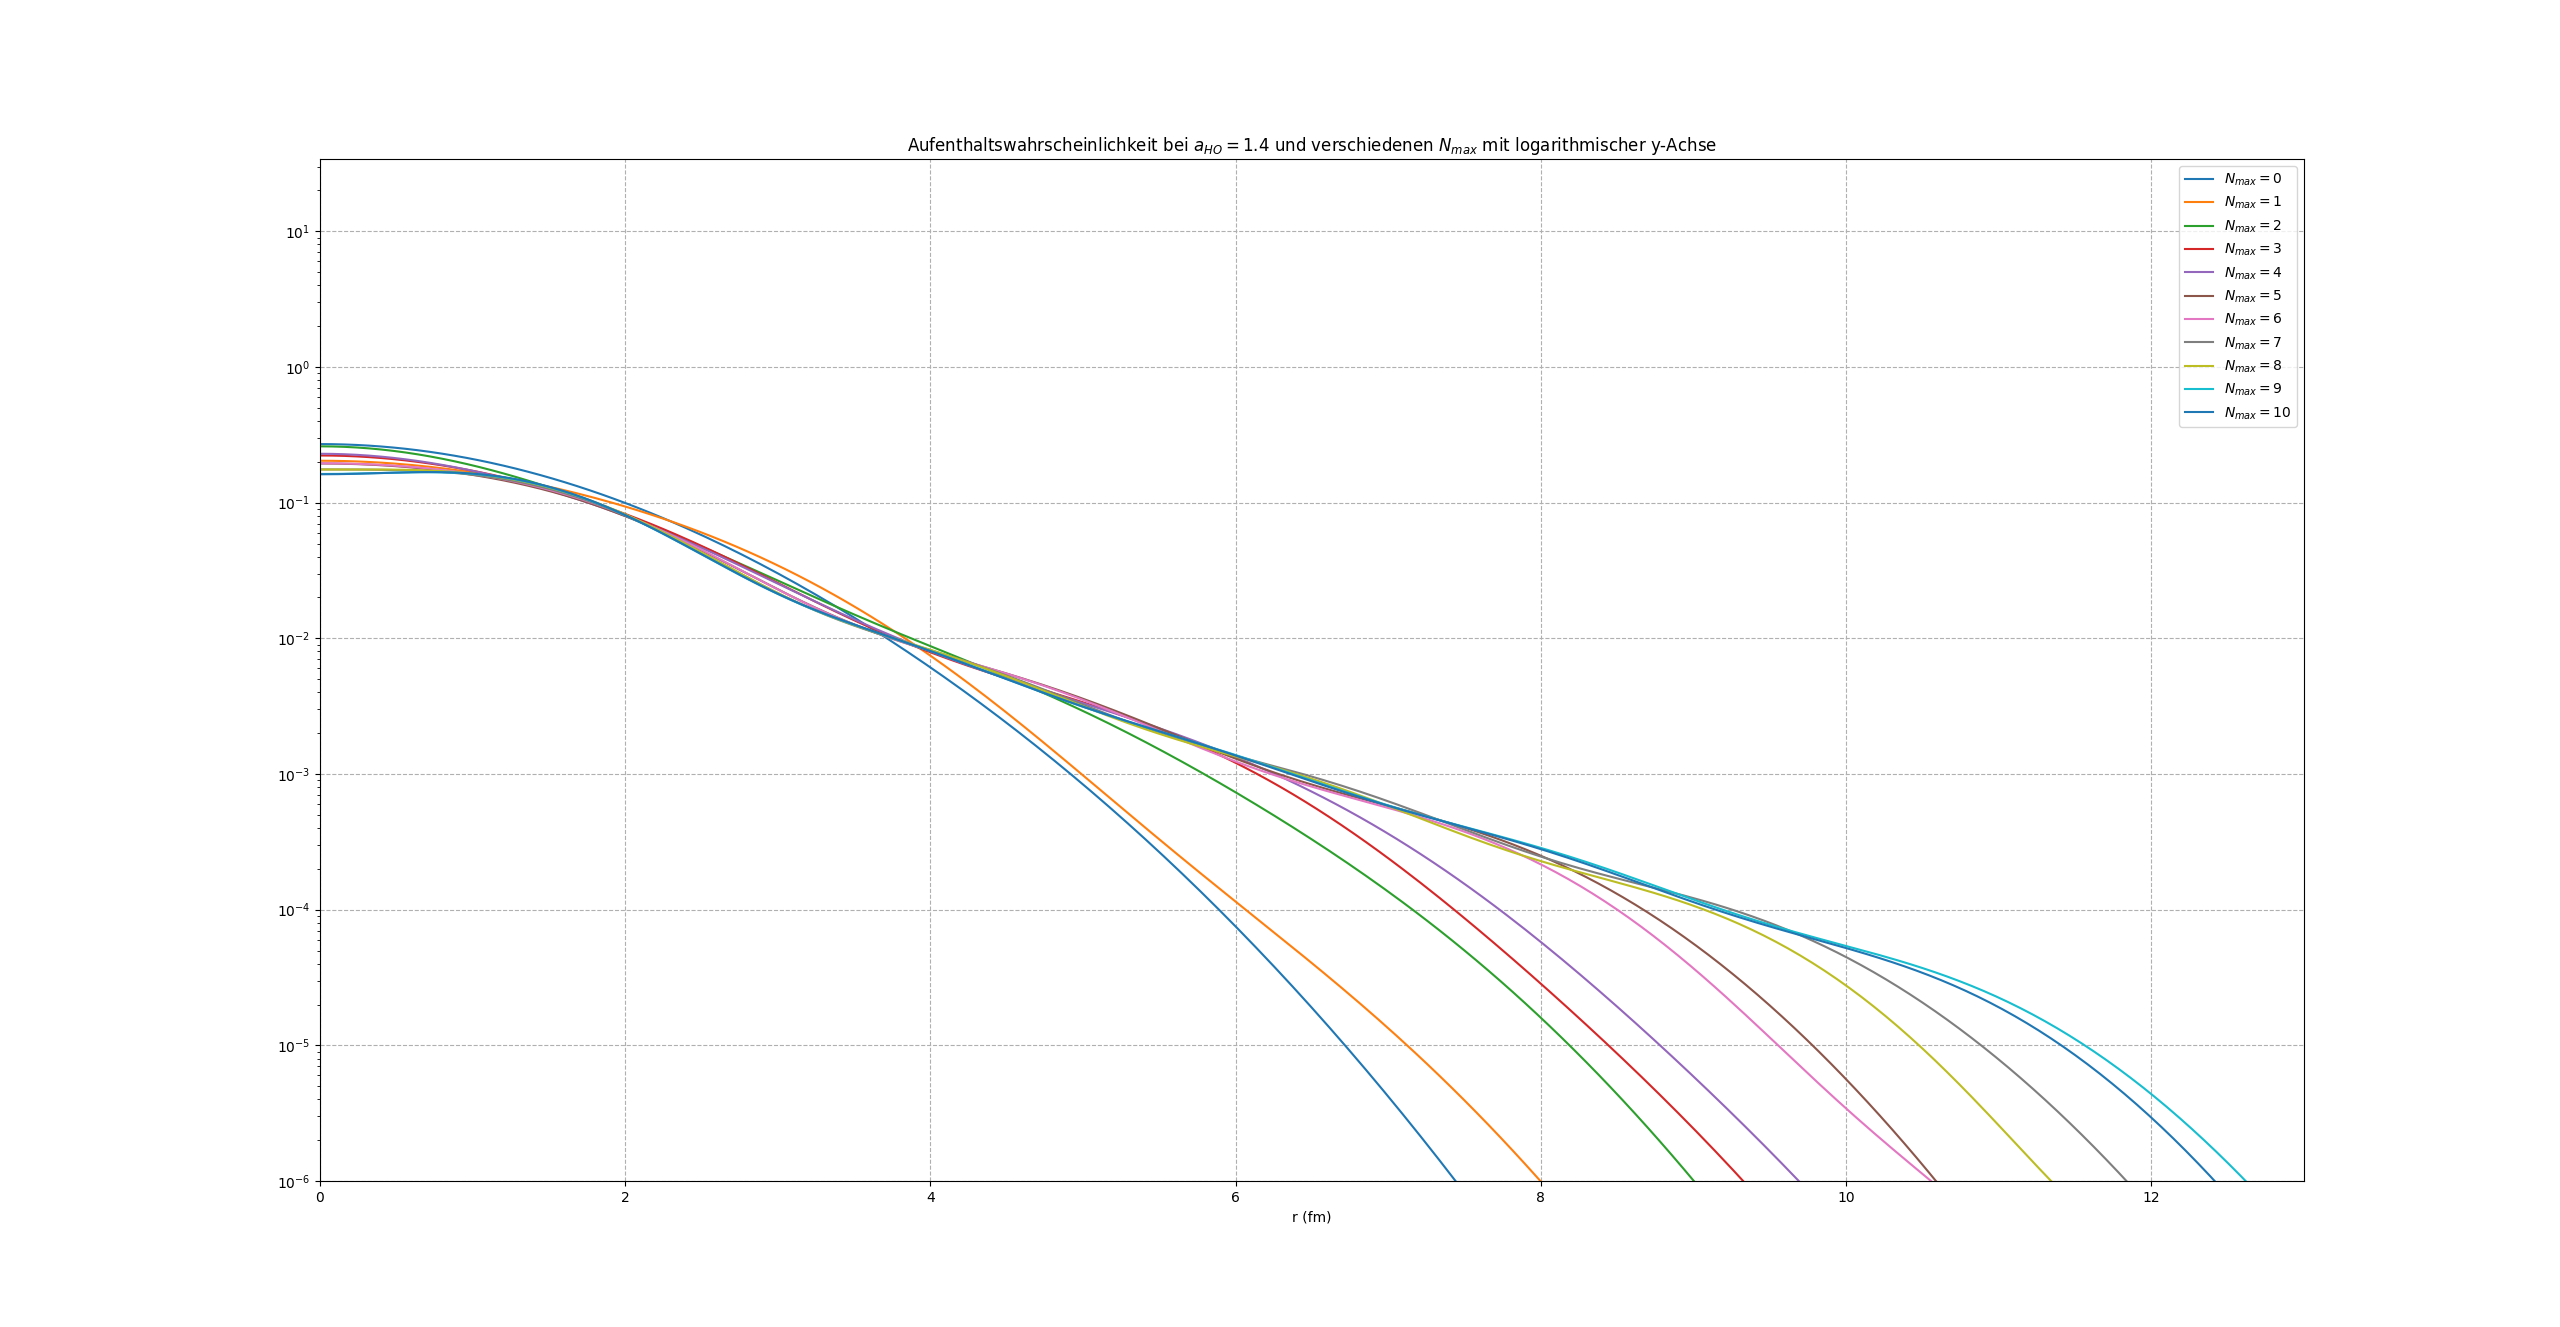 Aufenthaltswahrscheinlichkeit bei a_HO = 1.4 und verschiedenen N_max mit logarithmischer y-Achse
N_max = 0
N_max = 1
N_max = 2
N_max = 3
N_max = 4
N_max = 5
N_max = 6
N_max = 7
N_max = 8
N_max = 9
N_max = 10
10^1
10^0
10^-1
10^-2
10^-3
10^-4
10^-5
10^-6
0 2 4 6 8 10 12
r (fm)